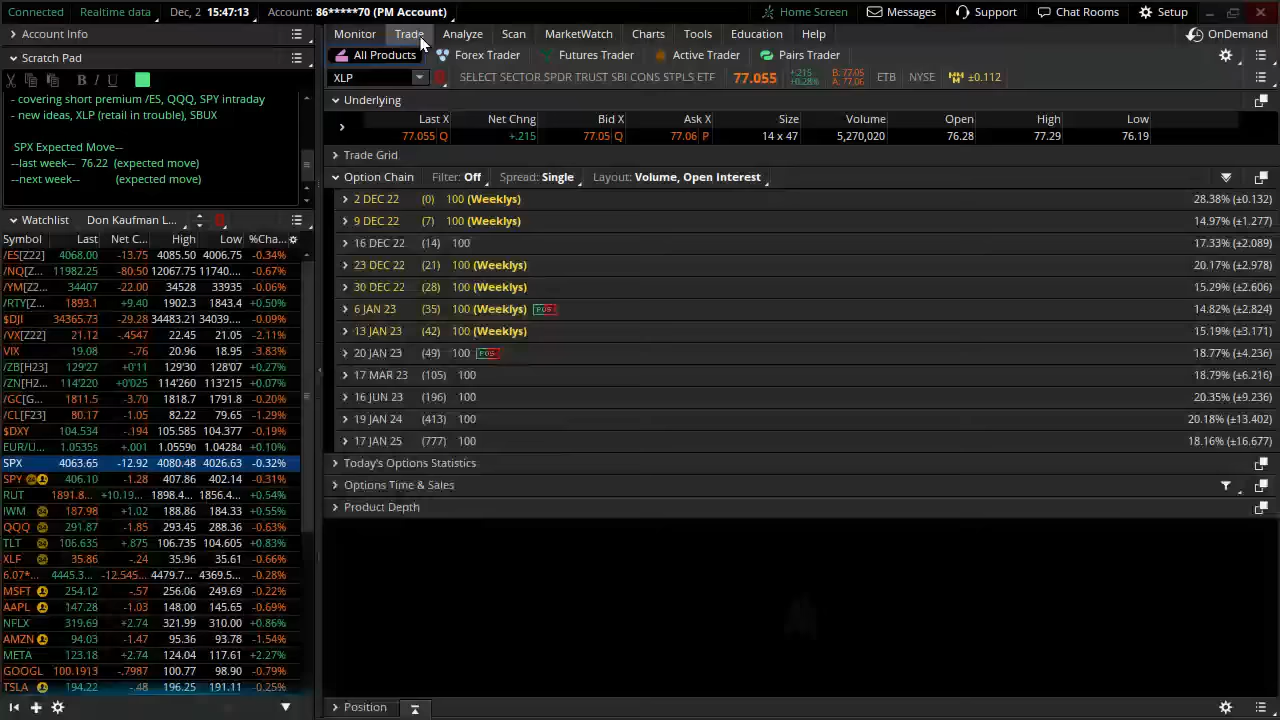 Connected Realtime data Dec, 2 15:47:13 Account: 86*****70 (PM Account) Home Screen Messages Support Chat Rooms Setup
Account Info
Monitor Trade Analyze Scan MarketWatch Charts Tools Education Help OnDemand
Scratch Pad
All Products Forex Trader Futures Trader Active Trader Pairs Trader
B I U
XLP SELECT SECTOR SPDR TRUST SBI CONS STPLS ETF 77.055 +.215 +0.28% B: 77.05 A: 77.06 ETB NYSE ±0.112
- covering short premium /ES, QQQ, SPY intraday
- new ideas, XLP (retail in trouble), SBUX
SPX Expected Move--
--last week-- 76.22 (expected move)
--next week-- (expected move)
Underlying
Last X Net Chng Bid X Ask X Size Volume Open High Low
77.055 Q +.215 77.05 Q 77.06 P 14 x 47 5,270,020 76.28 77.29 76.19
Trade Grid
Option Chain Filter: Off Spread: Single Layout: Volume, Open Interest
2 DEC 22 (0) 100 (Weeklys) 28.38% (±0.132)
9 DEC 22 (7) 100 (Weeklys) 14.97% (±1.277)
16 DEC 22 (14) 100 17.33% (±2.089)
23 DEC 22 (21) 100 (Weeklys) 20.17% (±2.978)
30 DEC 22 (28) 100 (Weeklys) 15.29% (±2.606)
6 JAN 23 (35) 100 (Weeklys) POS 14.82% (±2.824)
13 JAN 23 (42) 100 (Weeklys) 15.19% (±3.171)
20 JAN 23 (49) 100 POS 18.77% (±4.236)
17 MAR 23 (105) 100 18.79% (±6.216)
16 JUN 23 (196) 100 20.35% (±9.236)
19 JAN 24 (413) 100 20.18% (±13.402)
17 JAN 25 (777) 100 18.16% (±16.677)
Today's Options Statistics
Options Time & Sales
Product Depth
Position
Watchlist Don Kaufman L...
Symbol Last Net C... High Low %Cha...
/ES[Z22] 4068.00 -13.75 4085.50 4006.75 -0.34%
/NQ[Z... 11982.25 -80.50 12067.75 11740.... -0.67%
/YM[Z2... 34407 -22.00 34528 33935 -0.06%
/RTY[Z... 1893.1 +9.40 1902.3 1843.4 +0.50%
$DJI 34365.73 -29.28 34483.21 34039.... -0.09%
/VX[Z22] 21.12 -.4547 22.45 21.05 -2.11%
VIX 19.08 -.76 20.96 18.95 -3.83%
/ZB[H23] 129'27 +0'11 129'30 128'07 +0.27%
/ZN[H2... 114'220 +0'025 114'260 113'215 +0.07%
/GC[G... 1811.5 -3.70 1818.7 1791.8 -0.20%
/CL[F23] 80.17 -1.05 82.22 79.65 -1.29%
$DXY 104.534 -.194 105.585 104.377 -0.19%
EUR/U... 1.0535s +.001 1.05590 1.04284 +0.10%
SPX 4063.65 -12.92 4080.48 4026.63 -0.32%
SPY 406.10 -1.28 407.86 402.14 -0.31%
RUT 1891.8... +10.19... 1898.4... 1856.4... +0.54%
IWM 187.98 +1.02 188.86 184.33 +0.55%
QQQ 291.87 -1.85 293.45 288.36 -0.63%
TLT 106.635 +.875 106.735 104.605 +0.83%
XLF 35.86 -.24 35.96 35.61 -0.66%
6.07*... 4445.3... -12.545... 4479.7... 4369.5... -0.28%
MSFT 254.12 -.57 256.06 249.69 -0.22%
AAPL 147.28 -1.03 148.00 145.65 -0.69%
NFLX 319.69 +2.74 321.99 310.00 +0.86%
AMZN 94.03 -1.47 95.36 93.78 -1.54%
META 123.18 +2.74 124.04 117.61 +2.27%
GOOGL 100.1913 -.7987 100.77 98.90 -0.79%
TSLA 194.22 -.48 196.25 191.11 -0.25%